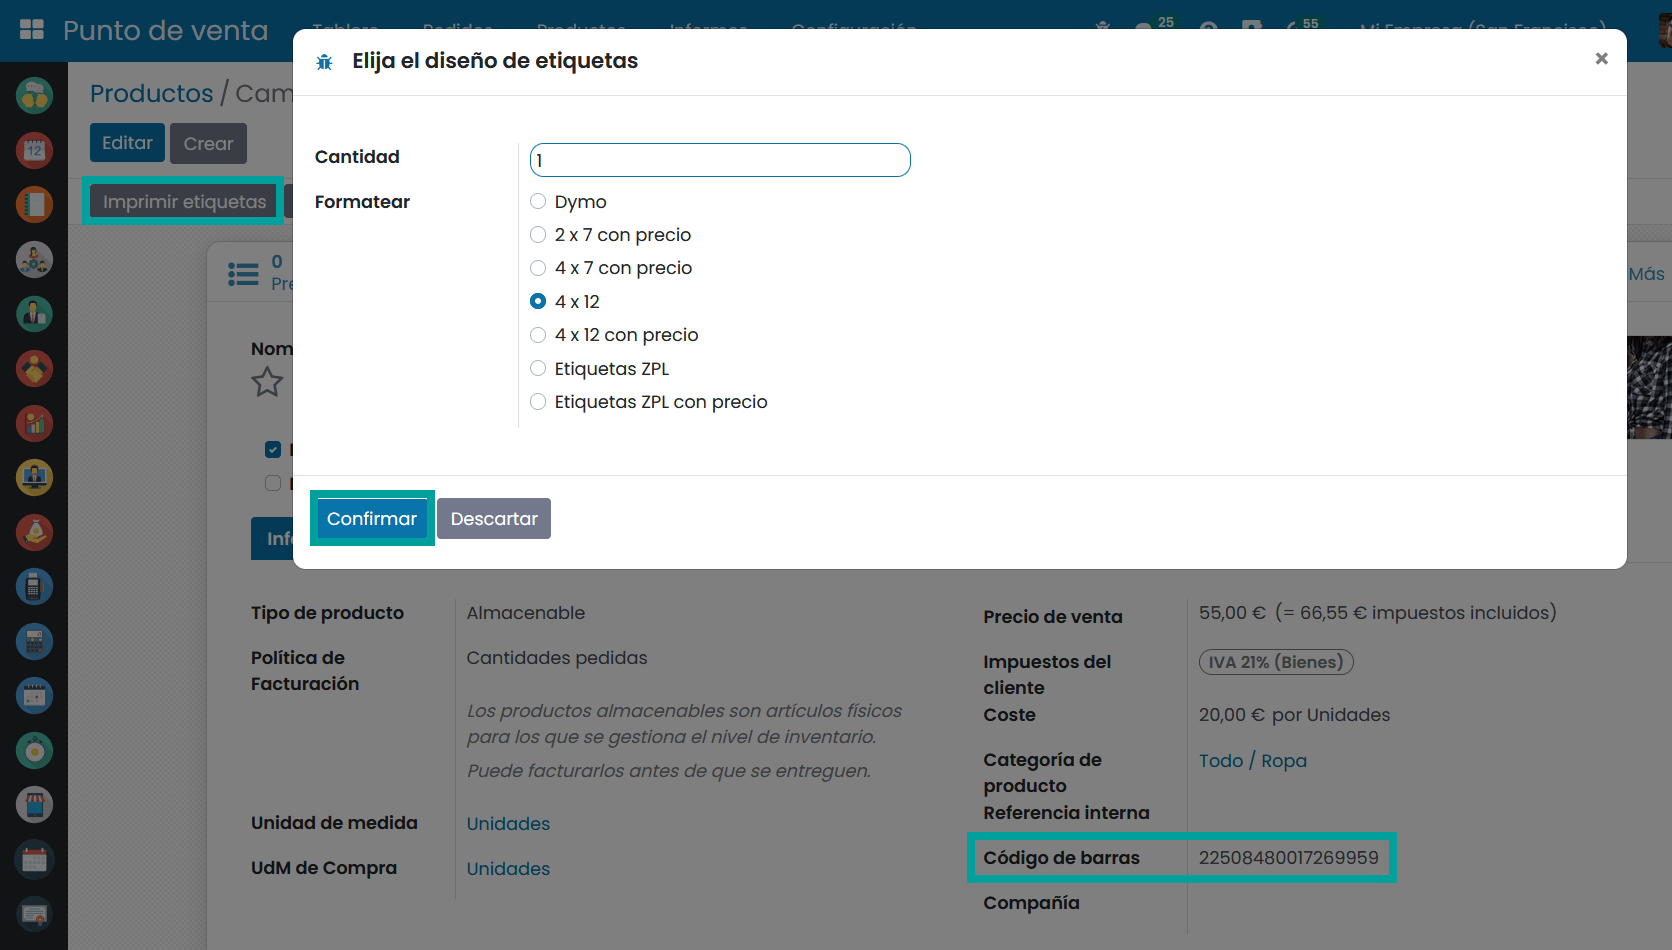 Punto de venta
25
55
Elija el diseño de etiquetas
×
Productos / Cam
Editar
Crear
Imprimir etiquetas
Cantidad
1
Formatear
Dymo
2 x 7 con precio
4 x 7 con precio
4 x 12
4 x 12 con precio
Etiquetas ZPL
Etiquetas ZPL con precio
0
Pre
Más
Nom
Confirmar
Descartar
Inf
Tipo de producto
Almacenable
Política de
Facturación
Cantidades pedidas
Los productos almacenables son artículos físicos
para los que se gestiona el nivel de inventario.
Puede facturarlos antes de que se entreguen.
Unidad de medida
Unidades
UdM de Compra
Unidades
Precio de venta
55,00 € (= 66,55 € impuestos incluidos)
Impuestos del
cliente
IVA 21% (Bienes)
Coste
20,00 € por Unidades
Categoría de
producto
Todo / Ropa
Referencia interna
Código de barras
22508480017269959
Compañía